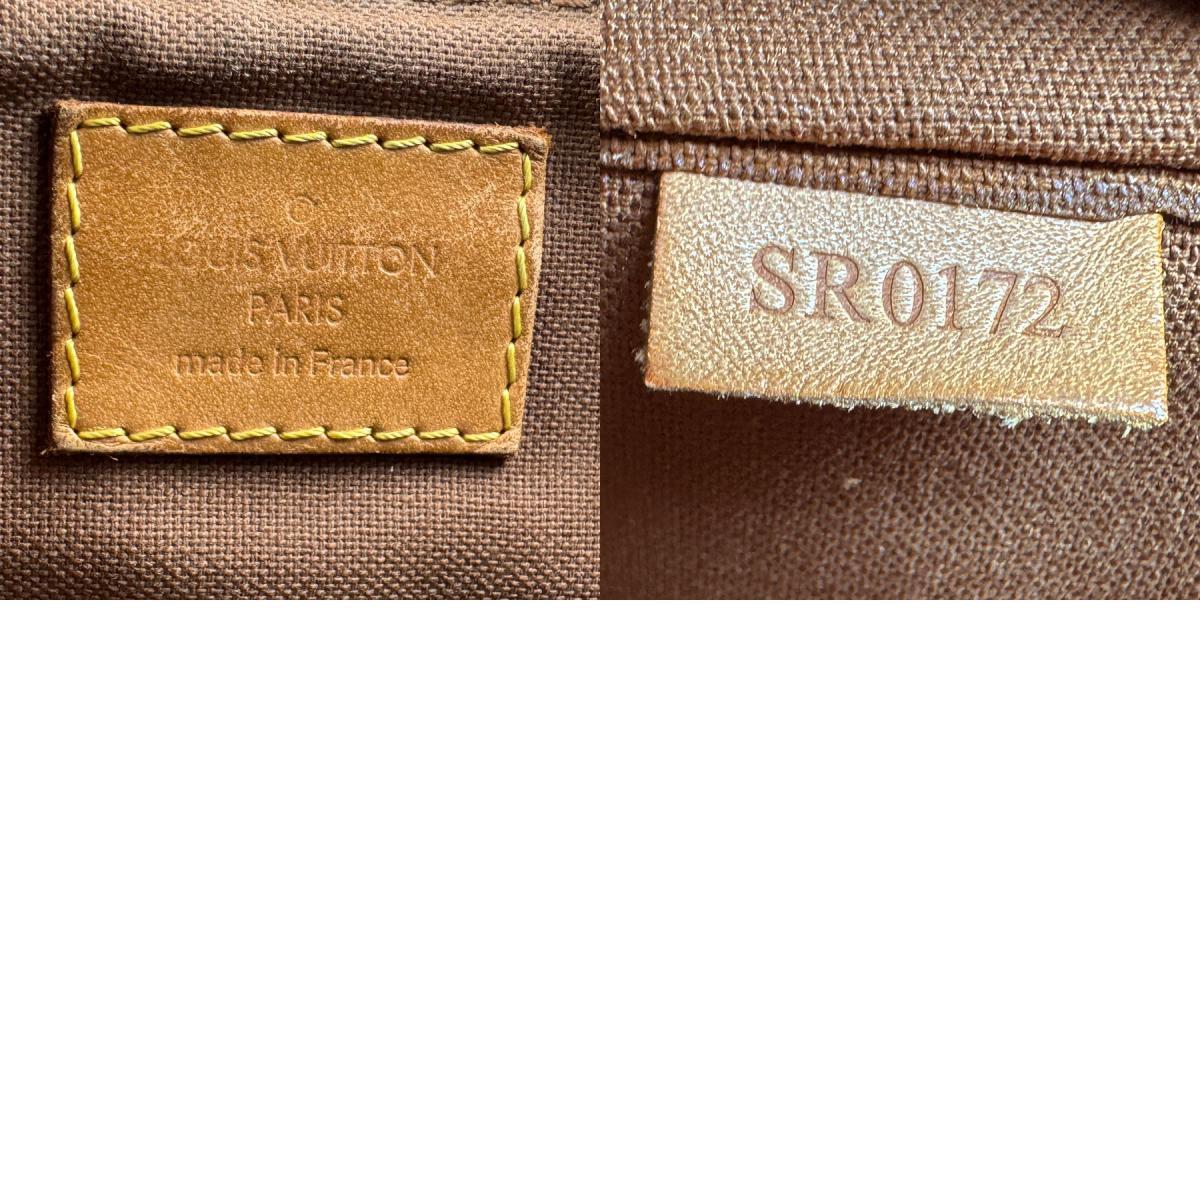 LOUIS VUITTON
PARIS
made in France
SR0172